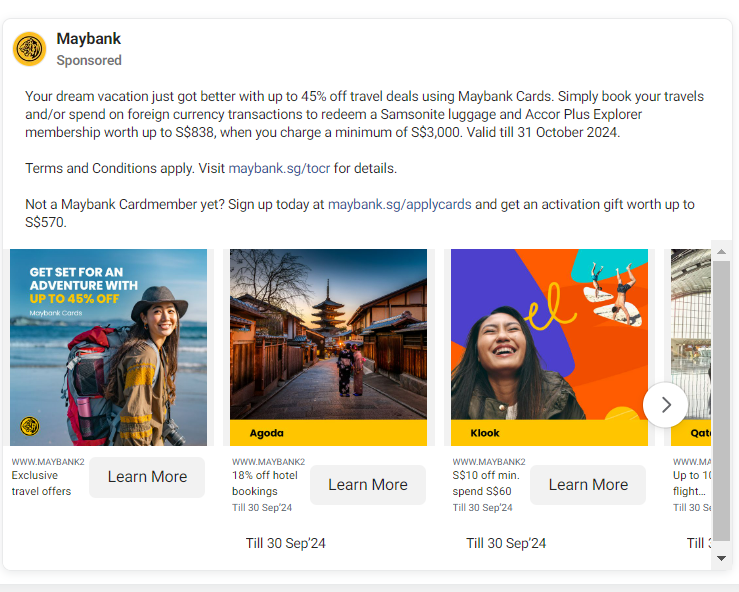 Maybank
Sponsored
Your dream vacation just got better with up to 45% off travel deals using Maybank Cards. Simply book your travels
and/or spend on foreign currency transactions to redeem a Samsonite luggage and Accor Plus Explorer
membership worth up to S$838, when you charge a minimum of S$3,000. Valid till 31 October 2024.
Terms and Conditions apply. Visit maybank.sg/tocr for details.
Not a Maybank Cardmember yet? Sign up today at maybank.sg/applycards and get an activation gift worth up to
S$570.
GET SET FOR AN
ADVENTURE WITH
UP TO 45% OFF
Maybank Cards
WWW.MAYBANK2
Exclusive
travel offers
Learn More
Agoda
WWW.MAYBANK2
18% off hotel
bookings
Till 30 Sep'24
Learn More
Till 30 Sep'24
el
Klook
WWW.MAYBANK2
S$10 off min.
spend S$60
Till 30 Sep'24
Learn More
Till 30 Sep'24
Qat
WWW.MA
Up to 10
flight...
Till 30 Se
Till